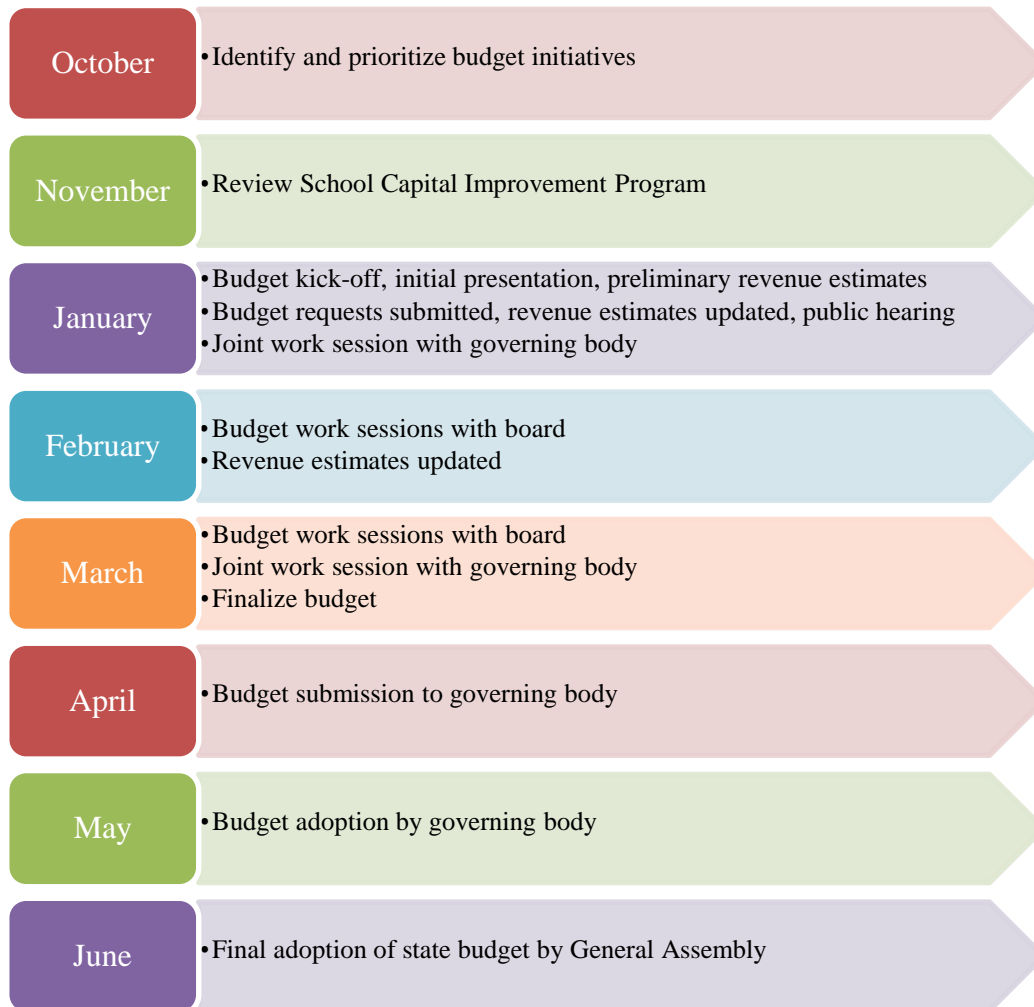 October
•Identify and prioritize budget initiatives
November
•Review School Capital Improvement Program
January
•Budget kick-off, initial presentation, preliminary revenue estimates
•Budget requests submitted, revenue estimates updated, public hearing
•Joint work session with governing body
February
•Budget work sessions with board
•Revenue estimates updated
March
•Budget work sessions with board
•Joint work session with governing body
•Finalize budget
April
•Budget submission to governing body
May
•Budget adoption by governing body
June
•Final adoption of state budget by General Assembly